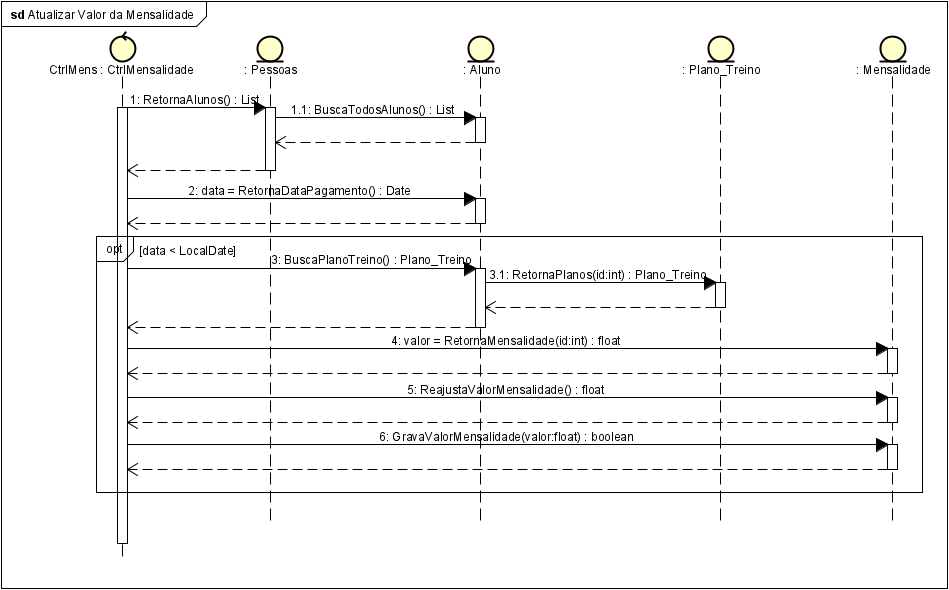 sd Atualizar Valor da Mensalidade
CtrlMens : CtrlMensalidade
: Pessoas
: Aluno
: Plano_Treino
: Mensalidade
1: RetornaAlunos() : List
1.1: BuscaTodosAlunos() : List
2: data = RetornaDataPagamento() : Date
opt
[data < LocalDate]
3: BuscaPlanoTreino() : Plano_Treino
3.1: RetornaPlanos(id:int) : Plano_Treino
4: valor = RetornaMensalidade(id:int) : float
5: ReajustaValorMensalidade() : float
6: GravaValorMensalidade(valor:float) : boolean